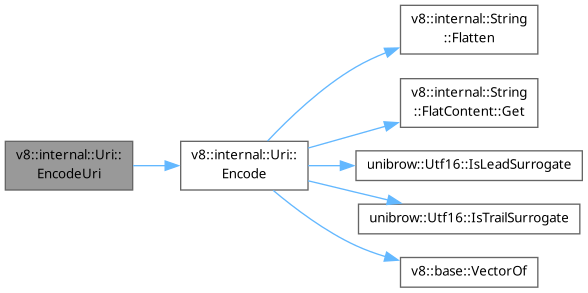 v8::internal::Uri::
EncodeUri
v8::internal::Uri::
Encode
v8::internal::String
::Flatten
v8::internal::String
::FlatContent::Get
unibrow::Utf16::IsLeadSurrogate
unibrow::Utf16::IsTrailSurrogate
v8::base::VectorOf